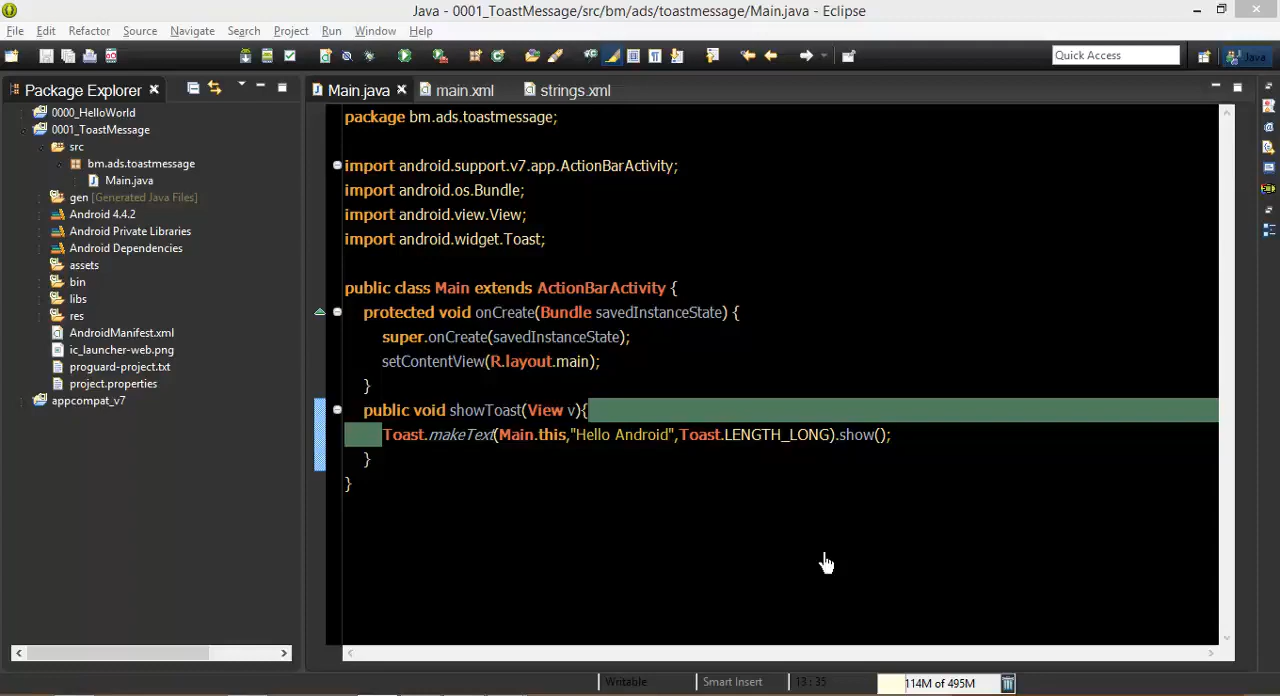 Java - 0001_ToastMessage/src/bm/ads/toastmessage/Main.java - Eclipse
File Edit Refactor Source Navigate Search Project Run Window Help
Quick Access
Java
Package Explorer
Main.java
main.xml
strings.xml
0000_HelloWorld
0001_ToastMessage
src
bm.ads.toastmessage
Main.java
gen [Generated Java Files]
Android 4.4.2
Android Private Libraries
Android Dependencies
assets
bin
libs
res
AndroidManifest.xml
ic_launcher-web.png
proguard-project.txt
project.properties
appcompat_v7
package bm.ads.toastmessage;
import android.support.v7.app.ActionBarActivity;
import android.os.Bundle;
import android.view.View;
import android.widget.Toast;
public class Main extends ActionBarActivity {
protected void onCreate(Bundle savedInstanceState) {
super.onCreate(savedInstanceState);
setContentView(R.layout.main);
}
public void showToast(View v){
Toast.makeText(Main.this,"Hello Android",Toast.LENGTH_LONG).show();
}
}
Writable
Smart Insert
13 : 35
114M of 495M